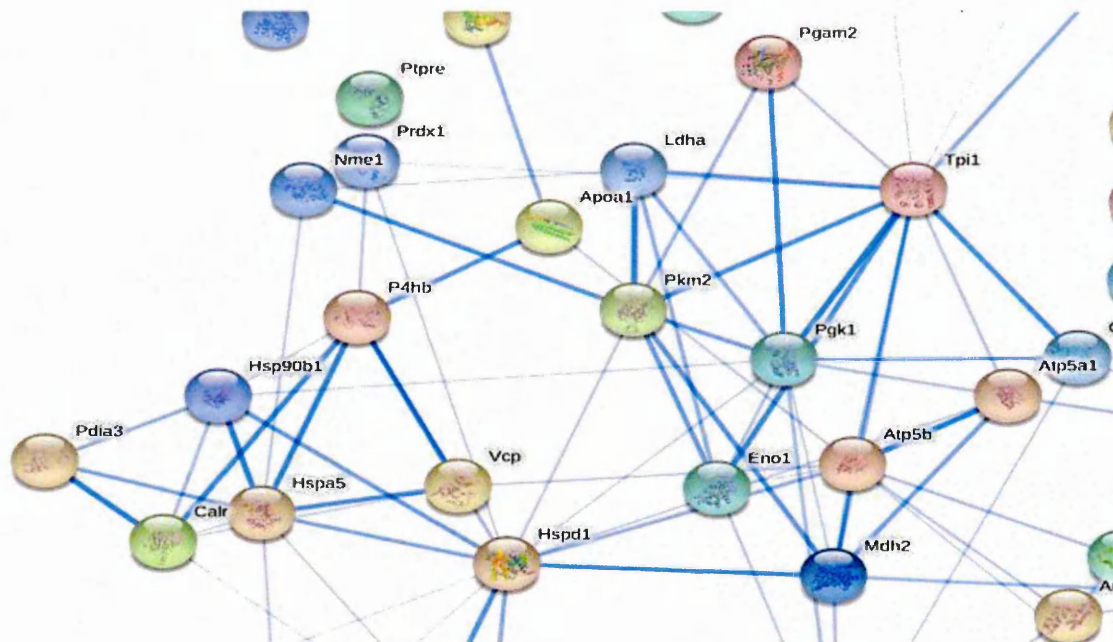 Pgam2
Ptpre
Prdx1
Ldha
Nme1
Tpi1
Apoa1
P4hb
Pkm2
Pgk1
Hsp90b1
Atp5a1
Pdia3
Atp5b
Vcp
Eno1
Hspa5
Calr
Hspd1
Mdh2